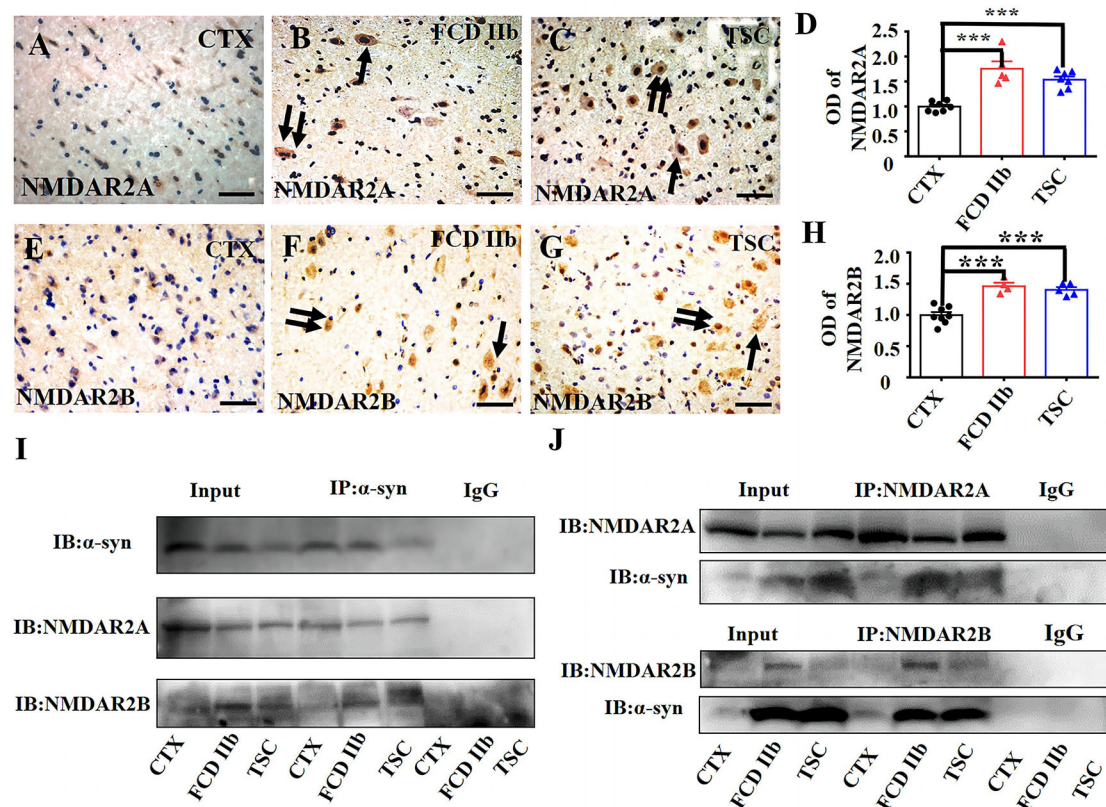 A
CTX
NMDAR2A
B
FCD IIb
NMDAR2A
C
TSC
NMDAR2A
D
OD of
NMDAR2A
2.5
2.0
1.5
1.0
0.5
0
***
***
CTX
FCD IIb
TSC
E
CTX
NMDAR2B
F
FCD IIb
NMDAR2B
G
TSC
NMDAR2B
H
OD of
NMDAR2B
2.0
1.5
1.0
0.5
0
***
***
CTX
FCD IIb
TSC
I
Input IP:α-syn IgG
IB:α-syn
IB:NMDAR2A
IB:NMDAR2B
CTX FCD IIb TSC CTX FCD IIb TSC CTX FCD IIb TSC
J
Input IP:NMDAR2A IgG
IB:NMDAR2A
IB:α-syn
Input IP:NMDAR2B IgG
IB:NMDAR2B
IB:α-syn
CTX FCD IIb TSC CTX FCD IIb TSC CTX FCD IIb TSC